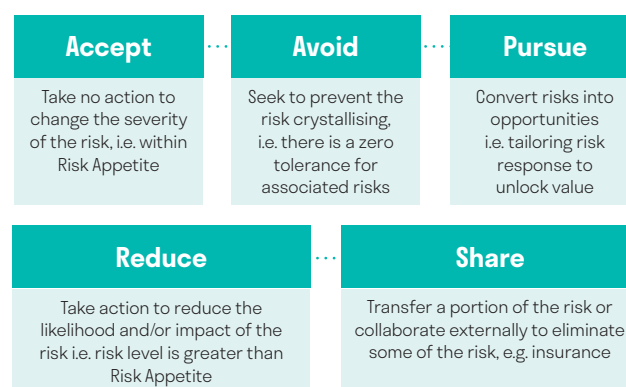 Accept
Take no action to
change the severity
of the risk, i.e. within
Risk Appetite
Avoid
Seek to prevent the
risk crystallising,
i.e. there is a zero
tolerance for
associated risks
Pursue
Convert risks into
opportunities
i.e. tailoring risk
response to
unlock value
Reduce
Take action to reduce the
likelihood and/or impact of the
risk i.e. risk level is greater than
Risk Appetite
Share
Transfer a portion of the risk or
collaborate externally to eliminate
some of the risk, e.g. insurance